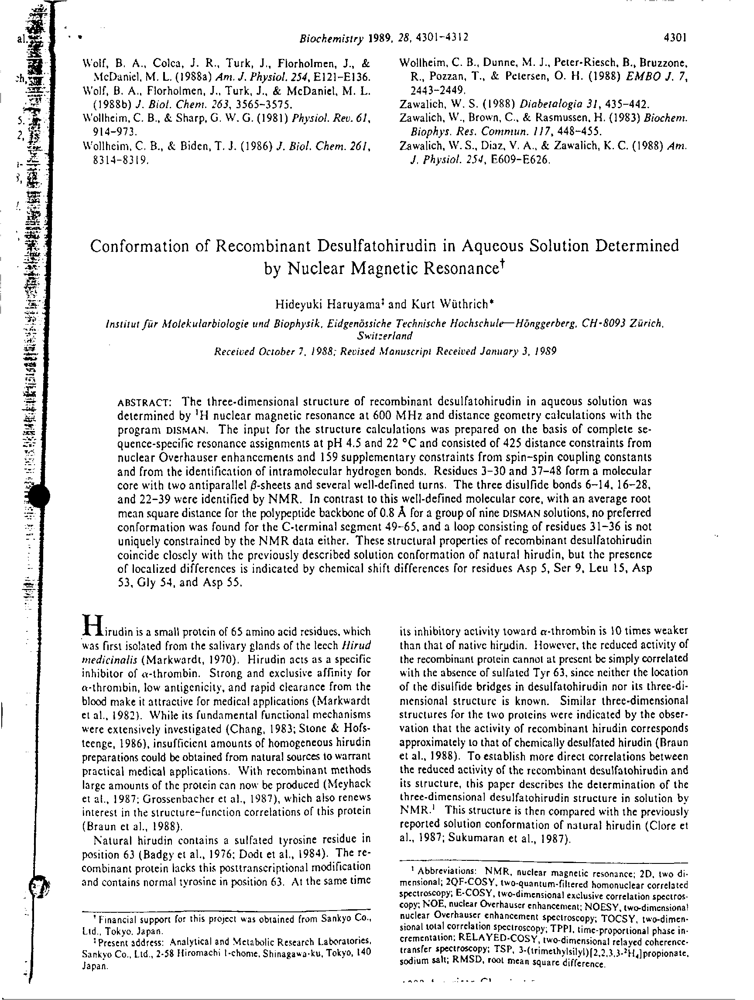 Biochemistry 1989, 28, 4301-4312
4301
Wolf, B. A., Colca, J. R., Turk, J., Florholmen, J., &
McDaniel, M. L. (1988a) Am. J. Physiol. 254, E121-E136.
Wolf, B. A., Florholmen, J., Turk, J., & McDaniel, M. L.
(1988b) J. Biol. Chem. 263, 3565-3575.
Wollheim, C. B., & Sharp, G. W. G. (1981) Physiol. Rev. 61,
914-973.
Wollheim, C. B., & Biden, T. J. (1986) J. Biol. Chem. 261,
8314-8319.
Wollheim, C. B., Dunne, M. J., Peter-Riesch, B., Bruzzone,
R., Pozzan, T., & Petersen, O. H. (1988) EMBO J. 7,
2443-2449.
Zawalich, W. S. (1988) Diabetalogia 31, 435-442.
Zawalich, W., Brown, C., & Rasmussen, H. (1983) Biochem.
Biophys. Res. Commun. 117, 448-455.
Zawalich, W. S., Diaz, V. A., & Zawalich, K. C. (1988) Am.
J. Physiol. 254, E609-E626.
Conformation of Recombinant Desulfatohirudin in Aqueous Solution Determined
by Nuclear Magnetic Resonance†
Hideyuki Haruyama‡ and Kurt Wüthrich*
Institut für Molekularbiologie und Biophysik, Eidgenössiche Technische Hochschule—Hönggerberg, CH-8093 Zürich,
Switzerland
Received October 7, 1988; Revised Manuscript Received January 3, 1989
ABSTRACT: The three-dimensional structure of recombinant desulfatohirudin in aqueous solution was
determined by ¹H nuclear magnetic resonance at 600 MHz and distance geometry calculations with the
program DISMAN. The input for the structure calculations was prepared on the basis of complete se-
quence-specific resonance assignments at pH 4.5 and 22 °C and consisted of 425 distance constraints from
nuclear Overhauser enhancements and 159 supplementary constraints from spin-spin coupling constants
and from the identification of intramolecular hydrogen bonds. Residues 3-30 and 37-48 form a molecular
core with two antiparallel β-sheets and several well-defined turns. The three disulfide bonds 6-14, 16-28,
and 22-39 were identified by NMR. In contrast to this well-defined molecular core, with an average root
mean square distance for the polypeptide backbone of 0.8 Å for a group of nine DISMAN solutions, no preferred
conformation was found for the C-terminal segment 49-65, and a loop consisting of residues 31-36 is not
uniquely constrained by the NMR data either. These structural properties of recombinant desulfatohirudin
coincide closely with the previously described solution conformation of natural hirudin, but the presence
of localized differences is indicated by chemical shift differences for residues Asp 5, Ser 9, Leu 15, Asp
53, Gly 54, and Asp 55.
Hirudin is a small protein of 65 amino acid residues, which
was first isolated from the salivary glands of the leech Hirud
medicinalis (Markwardt, 1970). Hirudin acts as a specific
inhibitor of α-thrombin. Strong and exclusive affinity for
α-thrombin, low antigenicity, and rapid clearance from the
blood make it attractive for medical applications (Markwardt
et al., 1982). While its fundamental functional mechanisms
were extensively investigated (Chang, 1983; Stone & Hofs-
teenge, 1986), insufficient amounts of homogeneous hirudin
preparations could be obtained from natural sources to warrant
practical medical applications. With recombinant methods
large amounts of the protein can now be produced (Meyhack
et al., 1987; Grossenbacher et al., 1987), which also renews
interest in the structure-function correlations of this protein
(Braun et al., 1988).
Natural hirudin contains a sulfated tyrosine residue in
position 63 (Badgy et al., 1976; Dodt et al., 1984). The re-
combinant protein lacks this posttranscriptional modification
and contains normal tyrosine in position 63. At the same time
† Financial support for this project was obtained from Sankyo Co.,
Ltd., Tokyo, Japan.
‡ Present address: Analytical and Metabolic Research Laboratories,
Sankyo Co., Ltd., 2-58 Hiromachi 1-chome, Shinagawa-ku, Tokyo, 140
Japan.
its inhibitory activity toward α-thrombin is 10 times weaker
than that of native hirudin. However, the reduced activity of
the recombinant protein cannot at present be simply correlated
with the absence of sulfated Tyr 63, since neither the location
of the disulfide bridges in desulfatohirudin nor its three-di-
mensional structure is known. Similar three-dimensional
structures for the two proteins were indicated by the obser-
vation that the activity of recombinant hirudin corresponds
approximately to that of chemically desulfated hirudin (Braun
et al., 1988). To establish more direct correlations between
the reduced activity of the recombinant desulfatohirudin and
its structure, this paper describes the determination of the
three-dimensional desulfatohirudin structure in solution by
NMR.¹ This structure is then compared with the previously
reported solution conformation of natural hirudin (Clore et
al., 1987; Sukumaran et al., 1987).
¹ Abbreviations: NMR, nuclear magnetic resonance; 2D, two di-
mensional; 2QF-COSY, two-quantum-filtered homonuclear correlated
spectroscopy; E-COSY, two-dimensional exclusive correlation spectros-
copy; NOE, nuclear Overhauser enhancement; NOESY, two-dimensional
nuclear Overhauser enhancement spectroscopy; TOCSY, two-dimen-
sional total correlation spectroscopy; TPPI, time-proportional phase in-
crementation; RELAYED-COSY, two-dimensional relayed coherence-
transfer spectroscopy; TSP, 3-(trimethylsilyl)[2,2,3,3-²H₄]propionate,
sodium salt; RMSD, root mean square difference.